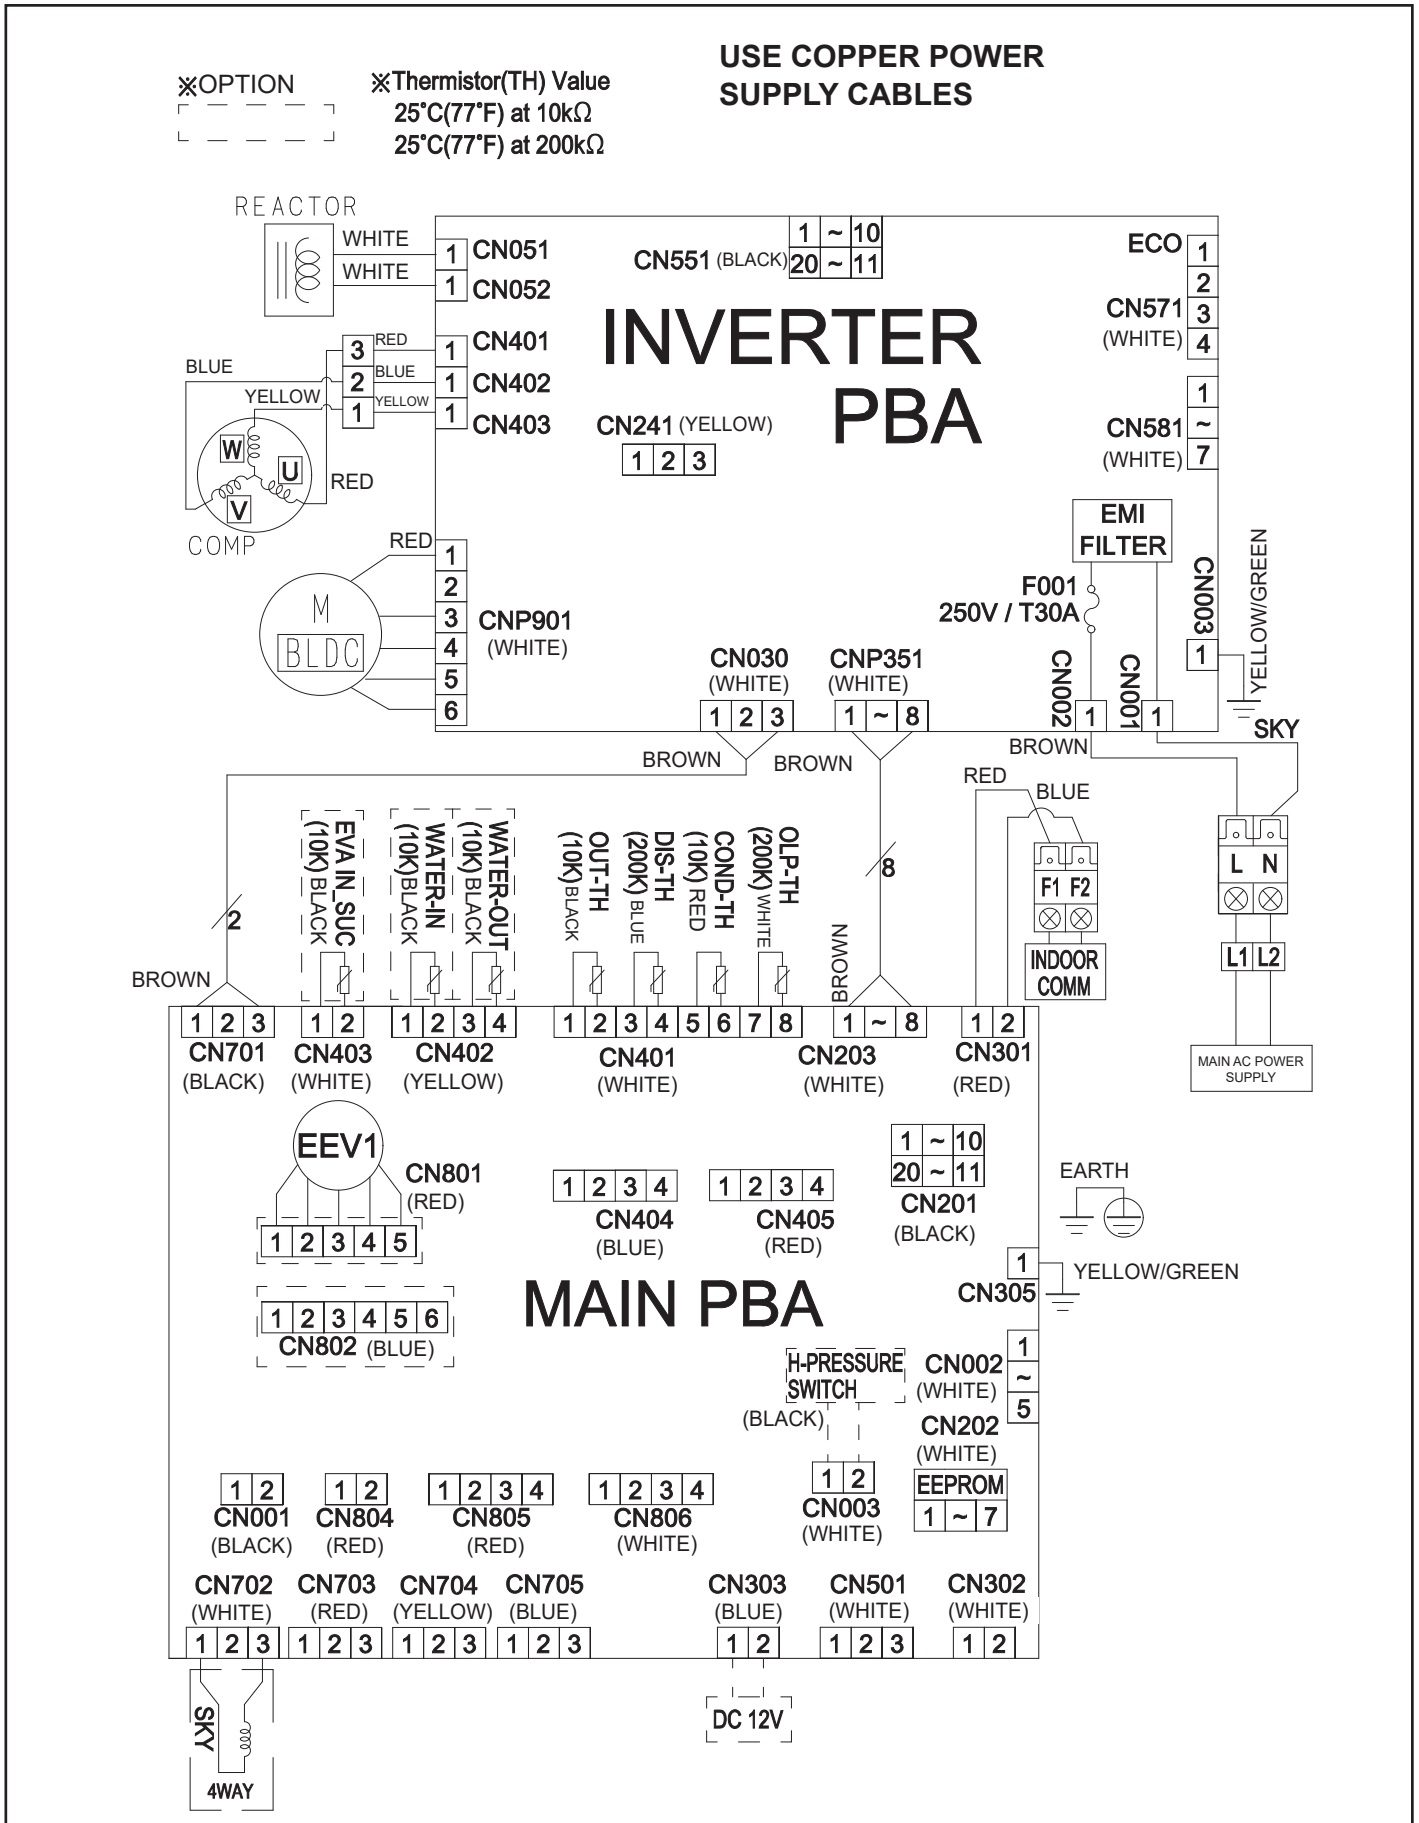 USE COPPER POWER
SUPPLY CABLES
※OPTION
※Thermistor(TH) Value
25°C(77°F) at 10kΩ
25°C(77°F) at 200kΩ
REACTOR
WHITE
WHITE
1 CN051
1 CN052
CN551 (BLACK)
1 ~ 10
20 ~ 11
ECO
1
2
3
4
CN571
(WHITE)
INVERTER
PBA
3 RED 1 CN401
2 BLUE 1 CN402
1 YELLOW 1 CN403
BLUE
YELLOW
RED
W
U
V
COMP
CN241 (YELLOW)
1 2 3
1
~
7
CN581
(WHITE)
EMI
FILTER
F001
250V / T30A
CN003
1
YELLOW/GREEN
RED
M
BLDC
1
2
3
4
5
6
CNP901
(WHITE)
CN030
(WHITE)
1 2 3
CNP351
(WHITE)
1 ~ 8
CN002
1
CN001
1
BROWN
BROWN
BROWN
SKY
RED
BLUE
EVA IN_SUC
(10K) BLACK
WATER-IN
(10K) BLACK
WATER-OUT
(10K) BLACK
OUT-TH
(10K) BLACK
DIS-TH
(200K) BLUE
COND-TH
(10K) RED
OLP-TH
(200K) WHITE
2
8
BROWN
BROWN
F1 F2
INDOOR
COMM
L N
L1 L2
MAIN AC POWER
SUPPLY
1 2 3
CN701
(BLACK)
1 2
CN403
(WHITE)
1 2 3 4
CN402
(YELLOW)
1 2 3 4 5 6 7 8
CN401
(WHITE)
1 ~ 8
CN203
(WHITE)
1 2
CN301
(RED)
EEV1
CN801
(RED)
1 2 3 4 5
1 2 3 4
CN404
(BLUE)
1 2 3 4
CN405
(RED)
1 ~ 10
20 ~ 11
CN201
(BLACK)
EARTH
1
CN305
YELLOW/GREEN
1 2 3 4 5 6
CN802 (BLUE)
MAIN PBA
H-PRESSURE
SWITCH
(BLACK)
1 2
CN003
(WHITE)
CN002
(WHITE)
1
~
5
CN202
(WHITE)
EEPROM
1 ~ 7
1 2
CN001
(BLACK)
1 2
CN804
(RED)
1 2 3 4
CN805
(RED)
1 2 3 4
CN806
(WHITE)
CN702
(WHITE)
1 2 3
CN703
(RED)
1 2 3
CN704
(YELLOW)
1 2 3
CN705
(BLUE)
1 2 3
CN303
(BLUE)
1 2
CN501
(WHITE)
1 2 3
CN302
(WHITE)
1 2
SKY
4WAY
DC 12V